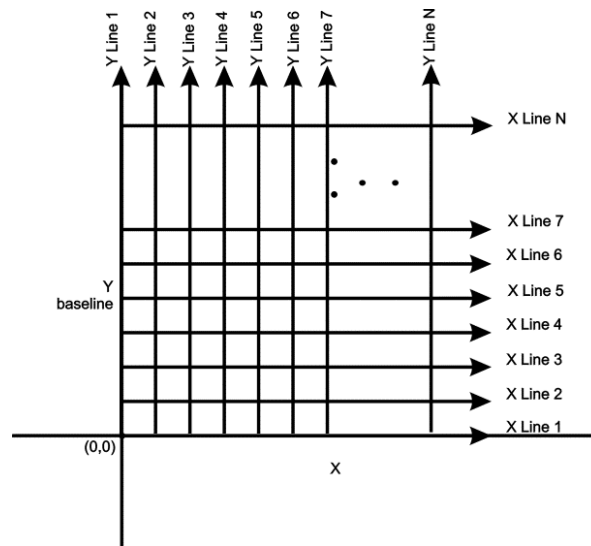 Y Line 1
Y Line 2
Y Line 3
Y Line 4
Y Line 5
Y Line 6
Y Line 7
Y Line N
X Line N
X Line 7
X Line 6
Y
baseline
X Line 5
X Line 4
X Line 3
X Line 2
X Line 1
(0,0)
X